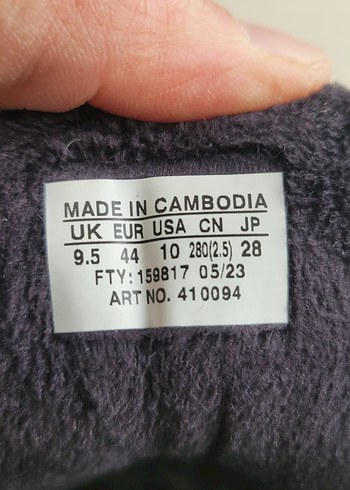 MADE IN CAMBODIA
UK EUR USA CN JP
9.5 44 10 280(2.5) 28
FTY: 159817 05/23
ART NO. 410094